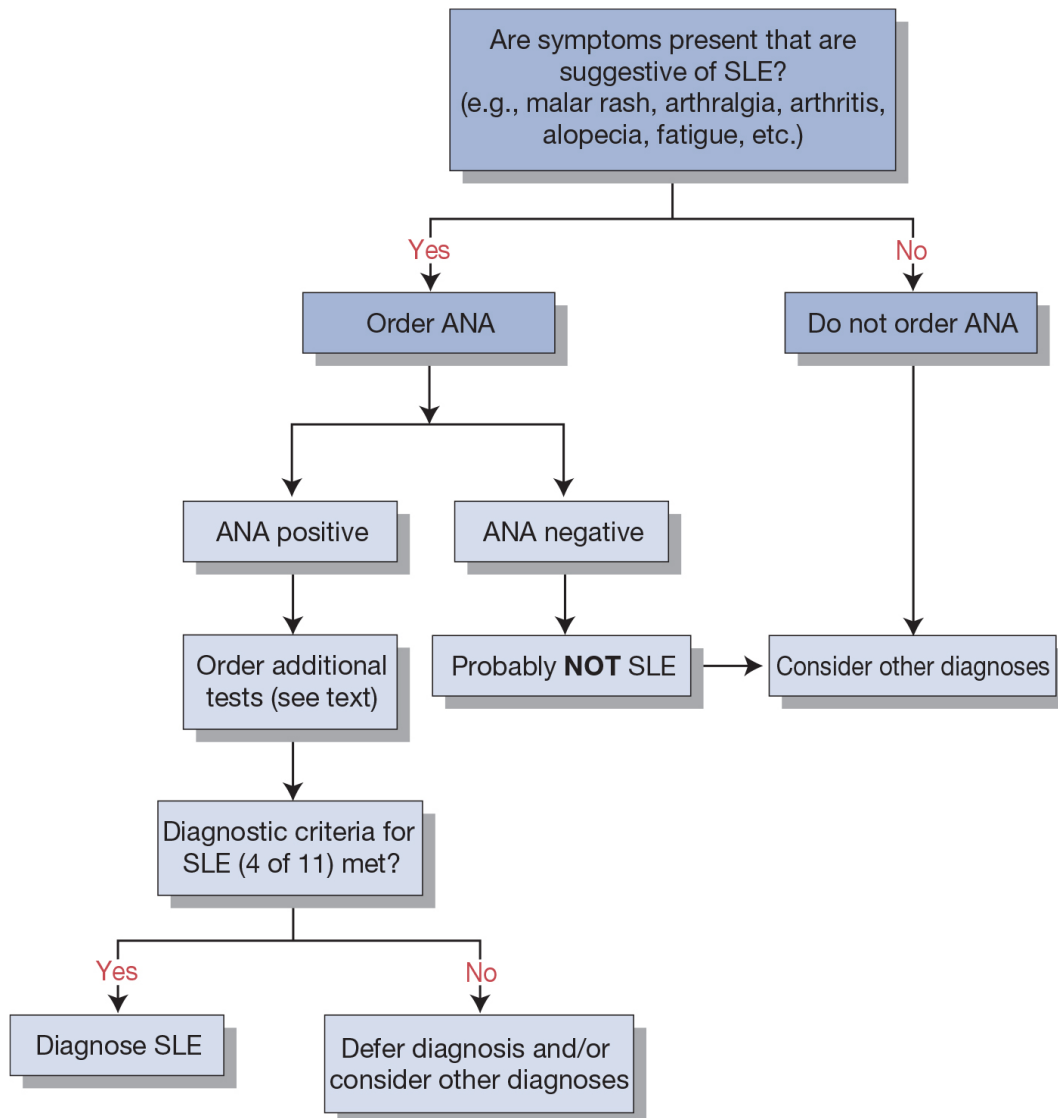 Are symptoms present that are
suggestive of SLE?
(e.g., malar rash, arthralgia, arthritis,
alopecia, fatigue, etc.)
Yes
No
Order ANA
Do not order ANA
ANA positive
ANA negative
Order additional
tests (see text)
Probably NOT SLE
Consider other diagnoses
Diagnostic criteria for
SLE (4 of 11) met?
Yes
No
Diagnose SLE
Defer diagnosis and/or
consider other diagnoses